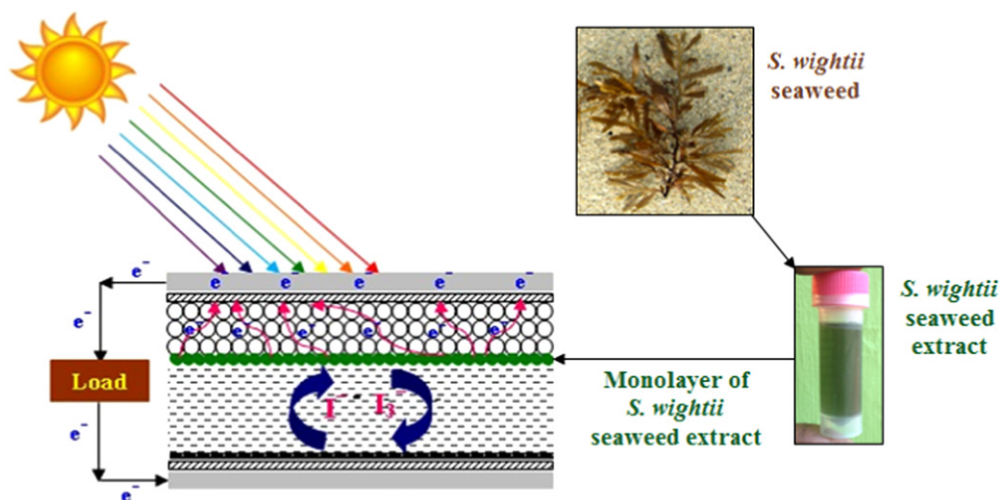 S. wightii
seaweed
S. wightii
seaweed
extract
Monolayer of
S. wightii
seaweed extract
e⁻
e⁻
Load
e⁻
e⁻
e⁻ e⁻ e⁻ e⁻ e⁻
e⁻ e⁻ e⁻ e⁻ e⁻ e⁻
I⁻ I₃⁻